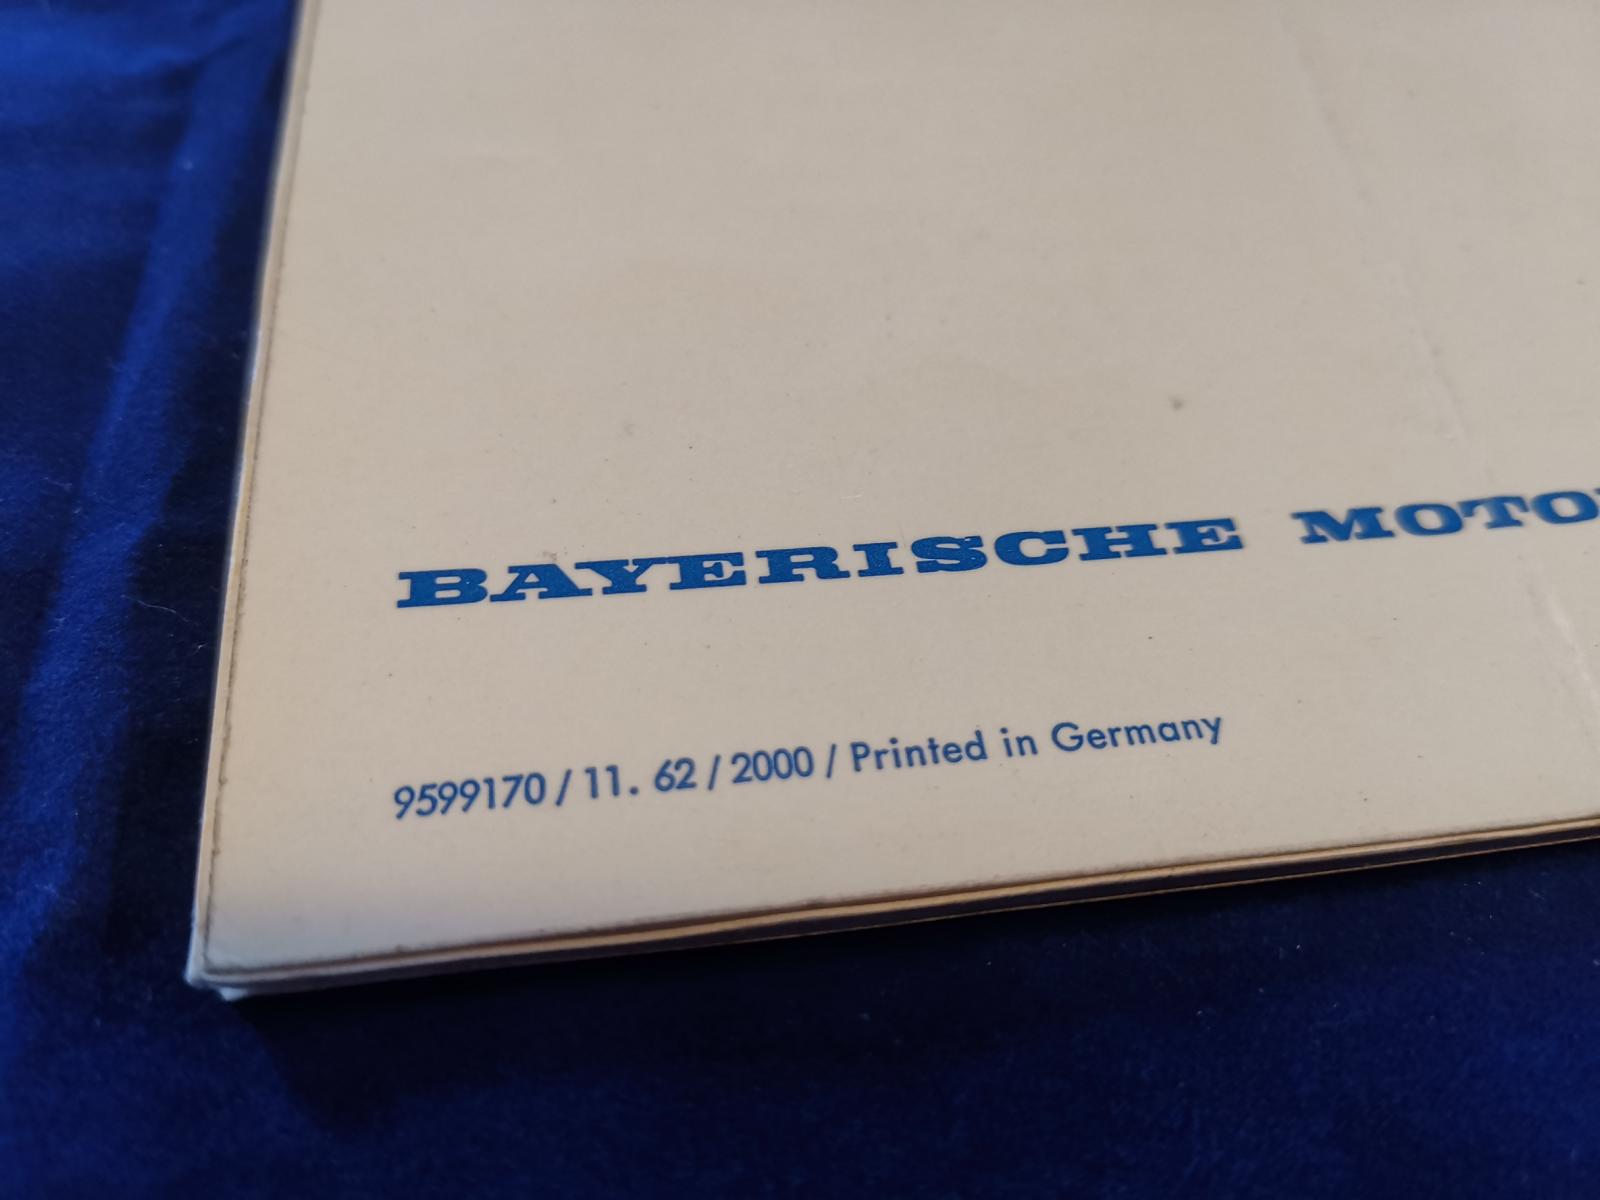 BAYERISCHE MOTO
9599170 / 11. 62 / 2000 / Printed in Germany